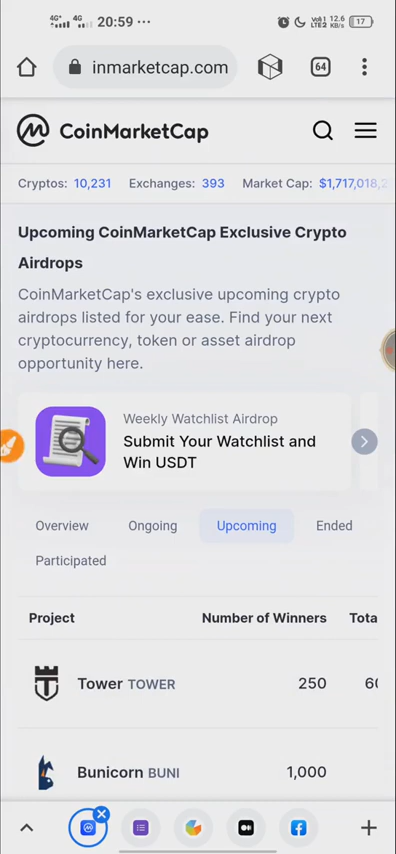 4G+ 4G 20:59 ••• LTE2 12.6 KB/s 17
inmarketcap.com 64
CoinMarketCap
Cryptos: 10,231 Exchanges: 393 Market Cap: $1,717,018,2
Upcoming CoinMarketCap Exclusive Crypto
Airdrops
CoinMarketCap's exclusive upcoming crypto
airdrops listed for your ease. Find your next
cryptocurrency, token or asset airdrop
opportunity here.
Weekly Watchlist Airdrop
Submit Your Watchlist and
Win USDT
Overview Ongoing Upcoming Ended
Participated
Project Number of Winners Tota
Tower TOWER 250 60
Bunicorn BUNI 1,000